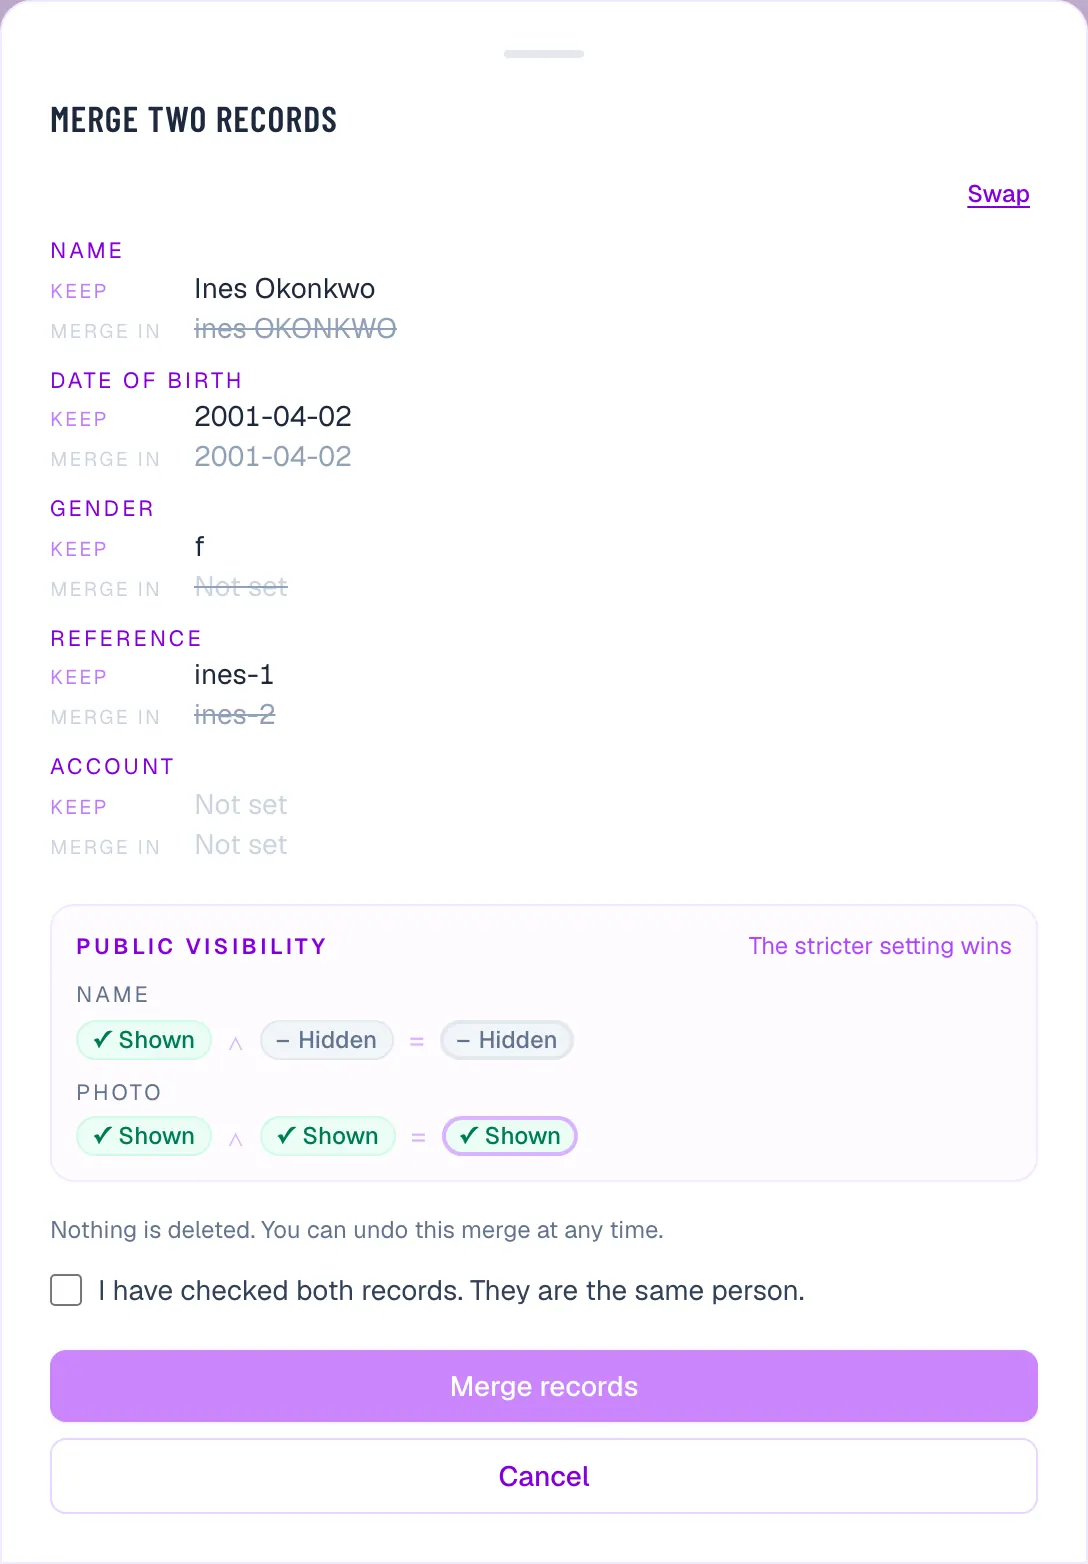 MERGE TWO RECORDS
Swap
NAME
KEEP Ines Okonkwo
MERGE IN ines OKONKWO
DATE OF BIRTH
KEEP 2001-04-02
MERGE IN 2001-04-02
GENDER
KEEP f
MERGE IN Not set
REFERENCE
KEEP ines-1
MERGE IN ines-2
ACCOUNT
KEEP Not set
MERGE IN Not set
PUBLIC VISIBILITY The stricter setting wins
NAME
✓ Shown ∧ – Hidden = – Hidden
PHOTO
✓ Shown ∧ ✓ Shown = ✓ Shown
Nothing is deleted. You can undo this merge at any time.
I have checked both records. They are the same person.
Merge records
Cancel